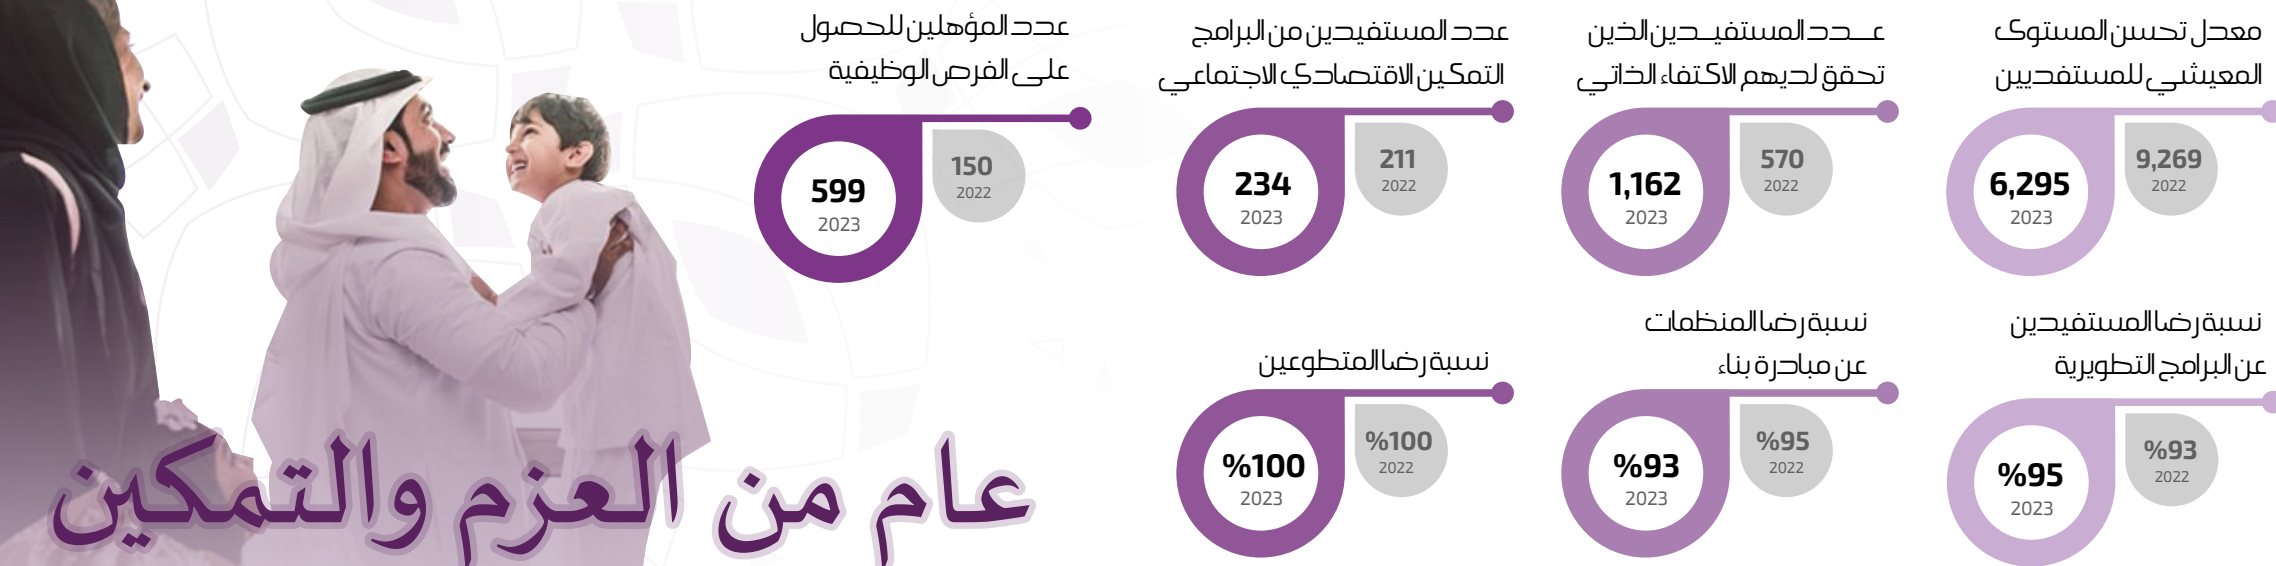 معدل تحسن المستوى
المعيشي للمستفدين
6,295
2023
9,269
2022
عدد المستفيدين الذين
تحقق لديهم الاكتفاء الذاتي
1,162
2023
570
2022
عدد المستفيدين من البرامج
التمكين الاقتصادي الاجتماعي
234
2023
211
2022
عدد المؤهلين للحصول
على الفرص الوظيفية
599
2023
150
2022
نسبة رضا المستفيدين
عن البرامج التطويرية
%95
2023
%93
2022
نسبة رضا المنظمات
عن مبادرة بناء
%93
2023
%95
2022
نسبة رضا المتطوعين
%100
2023
%100
2022
عام من العزم والتمكين